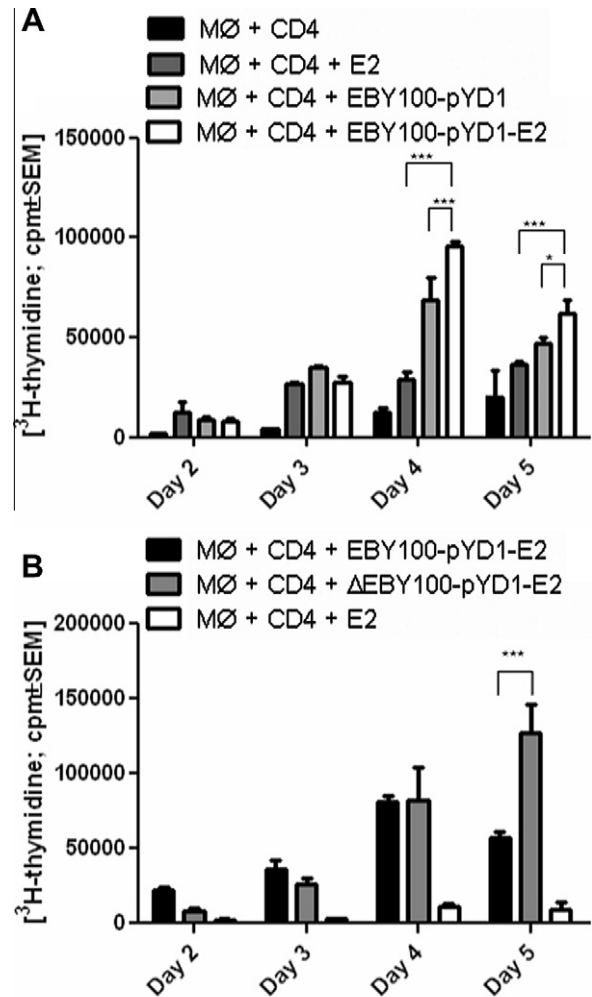 A
MØ + CD4
MØ + CD4 + E2
MØ + CD4 + EBY100-pYD1
MØ + CD4 + EBY100-pYD1-E2
[³H-thymidine; cpm±SEM]
150000
100000
50000
0
***
***
***
*
Day 2
Day 3
Day 4
Day 5
B
MØ + CD4 + EBY100-pYD1-E2
MØ + CD4 + ΔEBY100-pYD1-E2
MØ + CD4 + E2
[³H-thymidine; cpm±SEM]
200000
150000
100000
50000
0
***
Day 2
Day 3
Day 4
Day 5